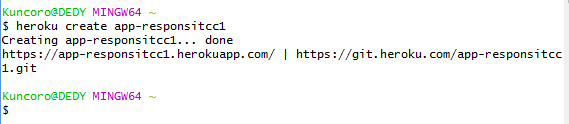 Kuncoro@DEDY MINGW64 ~
$ heroku create app-responsitcc1
Creating app-responsitcc1... done
https://app-responsitcc1.herokuapp.com/ | https://git.heroku.com/app-responsitcc
1.git
Kuncoro@DEDY MINGW64 ~
$